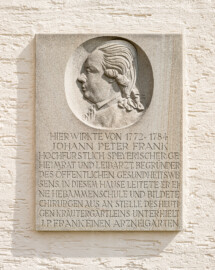 HIER WIRKTE VON 1772-1784
JOHANN PETER FRANK
HOCHFÜRSTLICH SPEYERISCHER GE
HEIMRAT UND LEIBARZT BEGRÜNDER
DES ÖFFENTLICHEN GESUNDHEITSWE
SENS IN DIESEM HAUSE LEITETE ER EI
NE HEBAMMENSCHULE UND BILDETE
CHIRURGEN AUS AN STELLE DES HEUTI
GEN KRÄUTERGÄRTLEINS UNTERHIELT
J.P. FRANK EINEN ARZNEIGARTEN